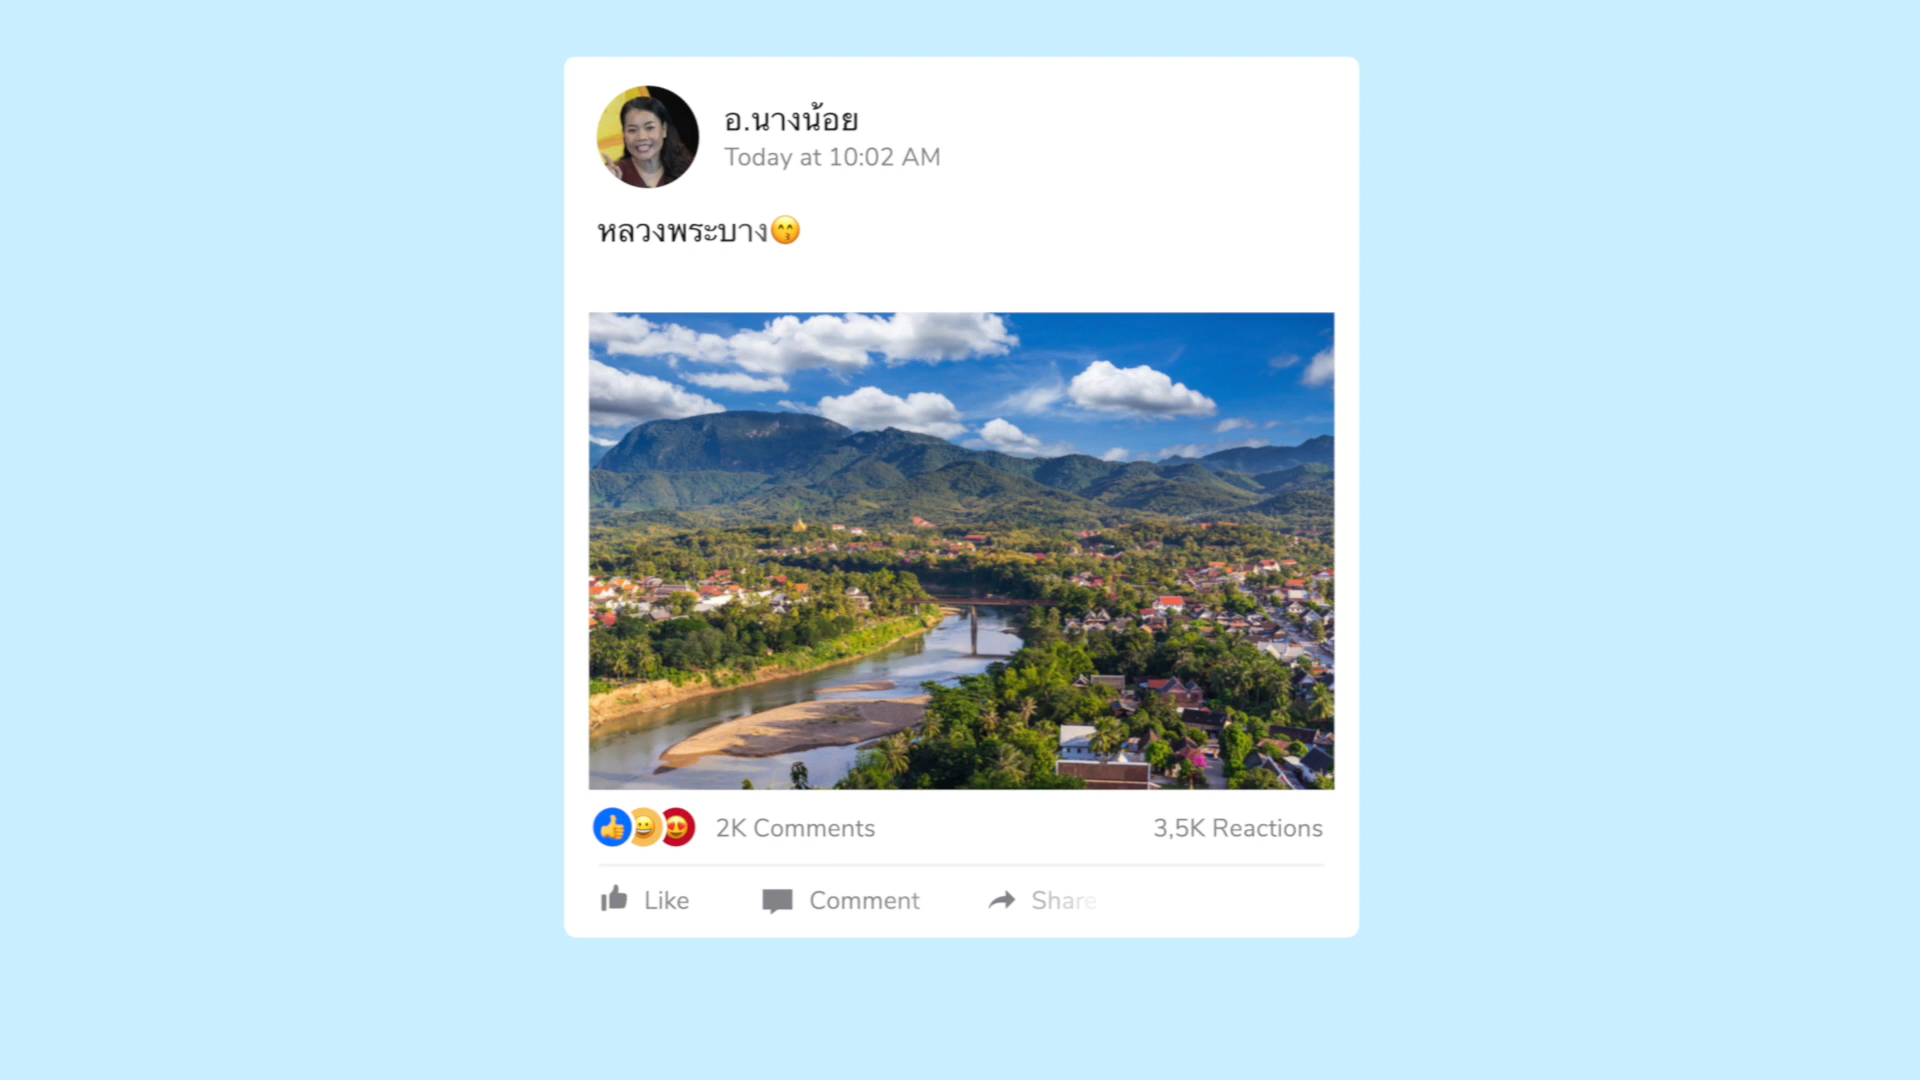 อ.นางน้อย
Today at 10:02 AM
หลวงพระบาง😙
2K Comments
3,5K Reactions
Like
Comment
Share